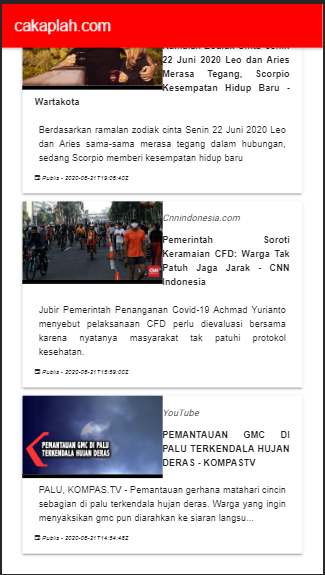 cakaplah.com
Ramalan Zodiak Cinta Senin
22 Juni 2020 Leo dan Aries
Merasa Tegang, Scorpio
Kesempatan Hidup Baru -
Wartakota
Berdasarkan ramalan zodiak cinta Senin 22 Juni 2020 Leo
dan Aries sama-sama merasa tegang dalam hubungan,
sedang Scorpio memberi kesempatan hidup baru
Publis - 2020-06-21T19:06:40Z
Cnnindonesia.com
Pemerintah Soroti
Keramaian CFD: Warga Tak
Patuh Jaga Jarak - CNN
Indonesia
Jubir Pemerintah Penanganan Covid-19 Achmad Yurianto
menyebut pelaksanaan CFD perlu dievaluasi bersama
karena nyatanya masyarakat tak patuhi protokol
kesehatan.
Publis - 2020-06-21T15:59:00Z
YouTube
PEMANTAUAN GMC DI PALU
TERKENDALA HUJAN DERAS
PEMANTAUAN GMC DI
PALU TERKENDALA HUJAN
DERAS - KOMPASTV
PALU, KOMPAS.TV - Pemantauan gerhana matahari cincin
sebagian di palu terkendala hujan deras. Warga yang ingin
menyaksikan gmc pun diarahkan ke siaran langsu...
Publis - 2020-06-21T14:54:48Z